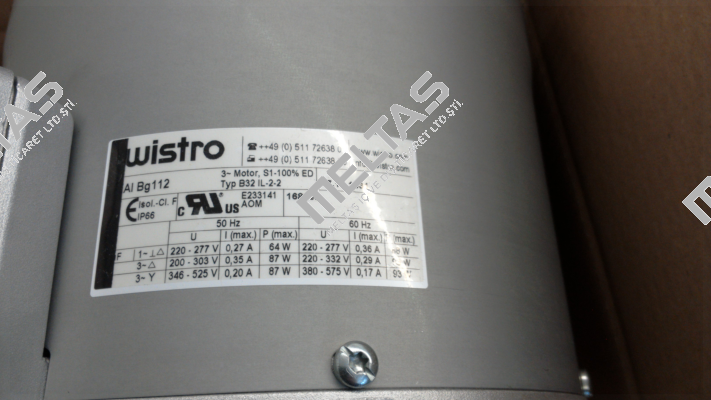 wistro
☎ ++49 (0) 511 72638
++49 (0) 511 72638
3~ Motor, S1-100% ED
Al Bg112 Typ B32 IL-2-2
Isol.-Cl. F
IP66
C US
E233141
AOM
50 Hz 60 Hz
U I (max.) P (max.) U I (max.) (max.)
F 1~ ⊥△ 220 - 277 V 0,27 A 64 W 220 - 277 V 0,36 A W
3~ △ 200 - 303 V 0,35 A 87 W 220 - 332 V 0,29 A
3~ Y 346 - 525 V 0,20 A 87 W 380 - 575 V 0,17 A
MELTAŞ